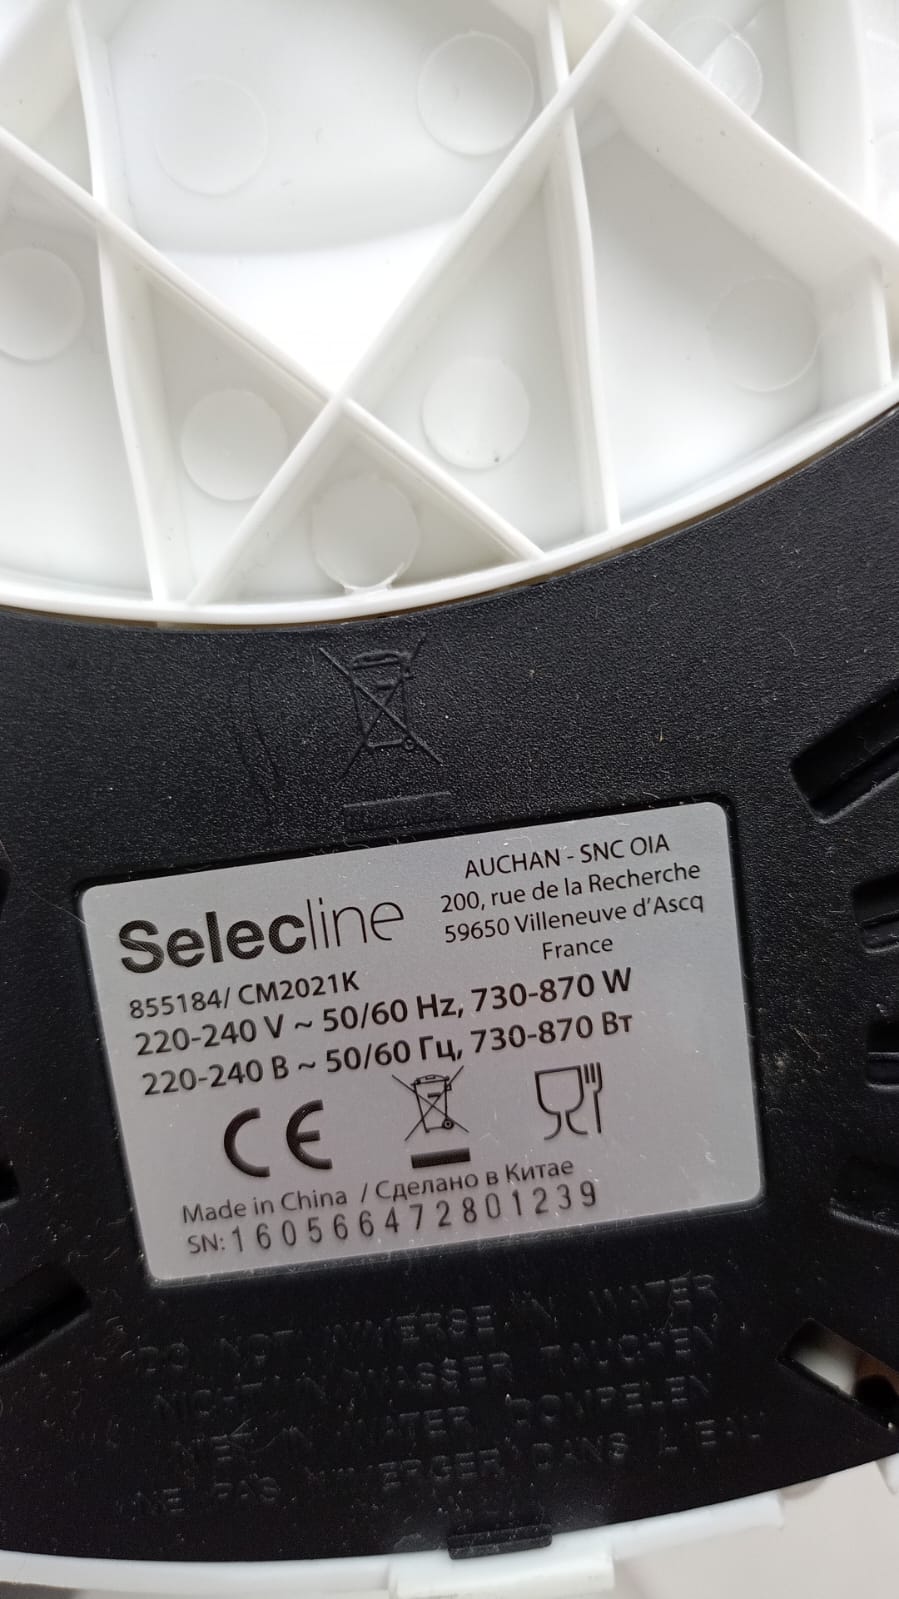 Selecline
AUCHAN - SNC OIA
200, rue de la Recherche
59650 Villeneuve d'Ascq
France
855184/ CM2021K
220-240 V ~ 50/60 Hz, 730-870 W
220-240 В ~ 50/60 Гц, 730-870 Вт
CE
Made in China / Сделано в Китае
SN: 160566472801239
DO NOT IMMERSE IN WATER
NICHT IN WASSER TAUCHEN
NIET IN WATER DOMPELEN
NE PAS IMMERGER DANS L'EAU